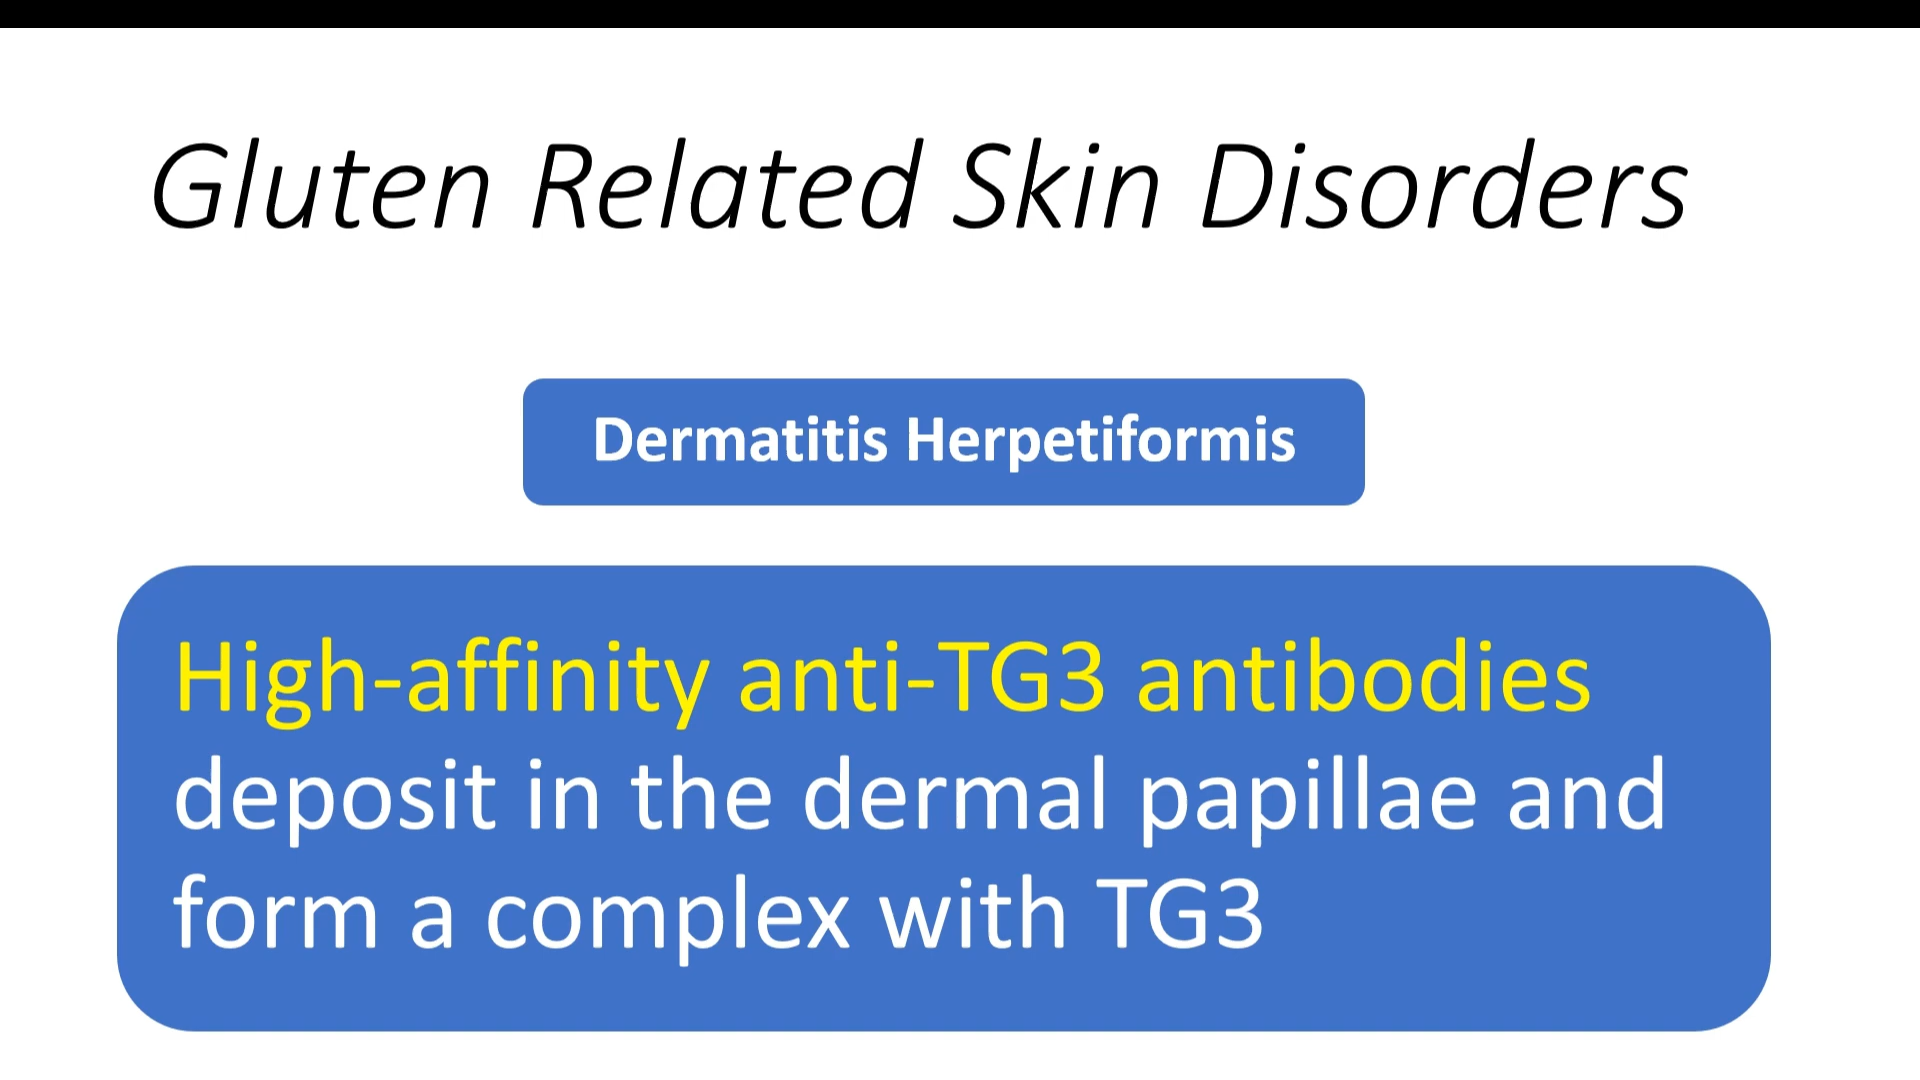 Gluten Related Skin Disorders
Dermatitis Herpetiformis
High-affinity anti-TG3 antibodies
deposit in the dermal papillae and
form a complex with TG3